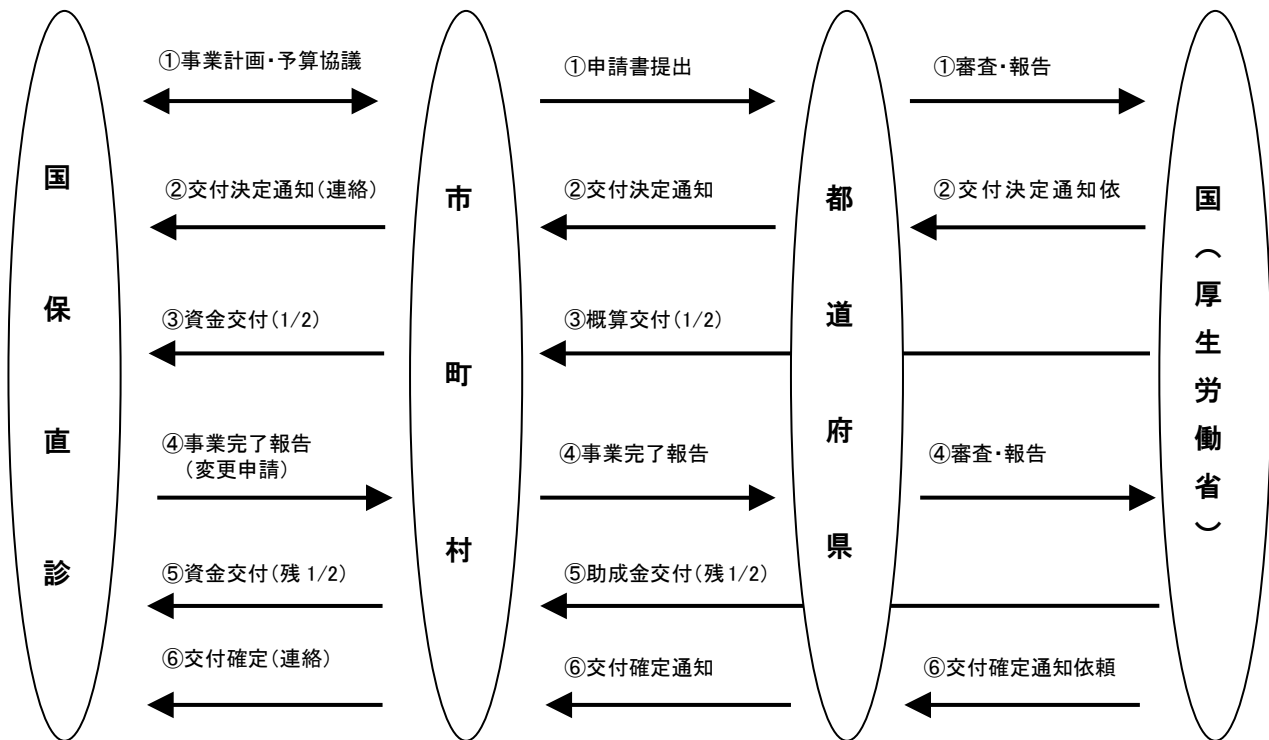 ①事業計画・予算協議
①申請書提出
①審査・報告
②交付決定通知(連絡)
②交付決定通知
②交付決定通知依
③資金交付(1/2)
③概算交付(1/2)
④事業完了報告
(変更申請)
④事業完了報告
④審査・報告
⑤資金交付(残 1/2)
⑤助成金交付(残 1/2)
⑥交付確定(連絡)
⑥交付確定通知
⑥交付確定通知依頼
国保直診
市町村
都道府県
国(厚生労働省)